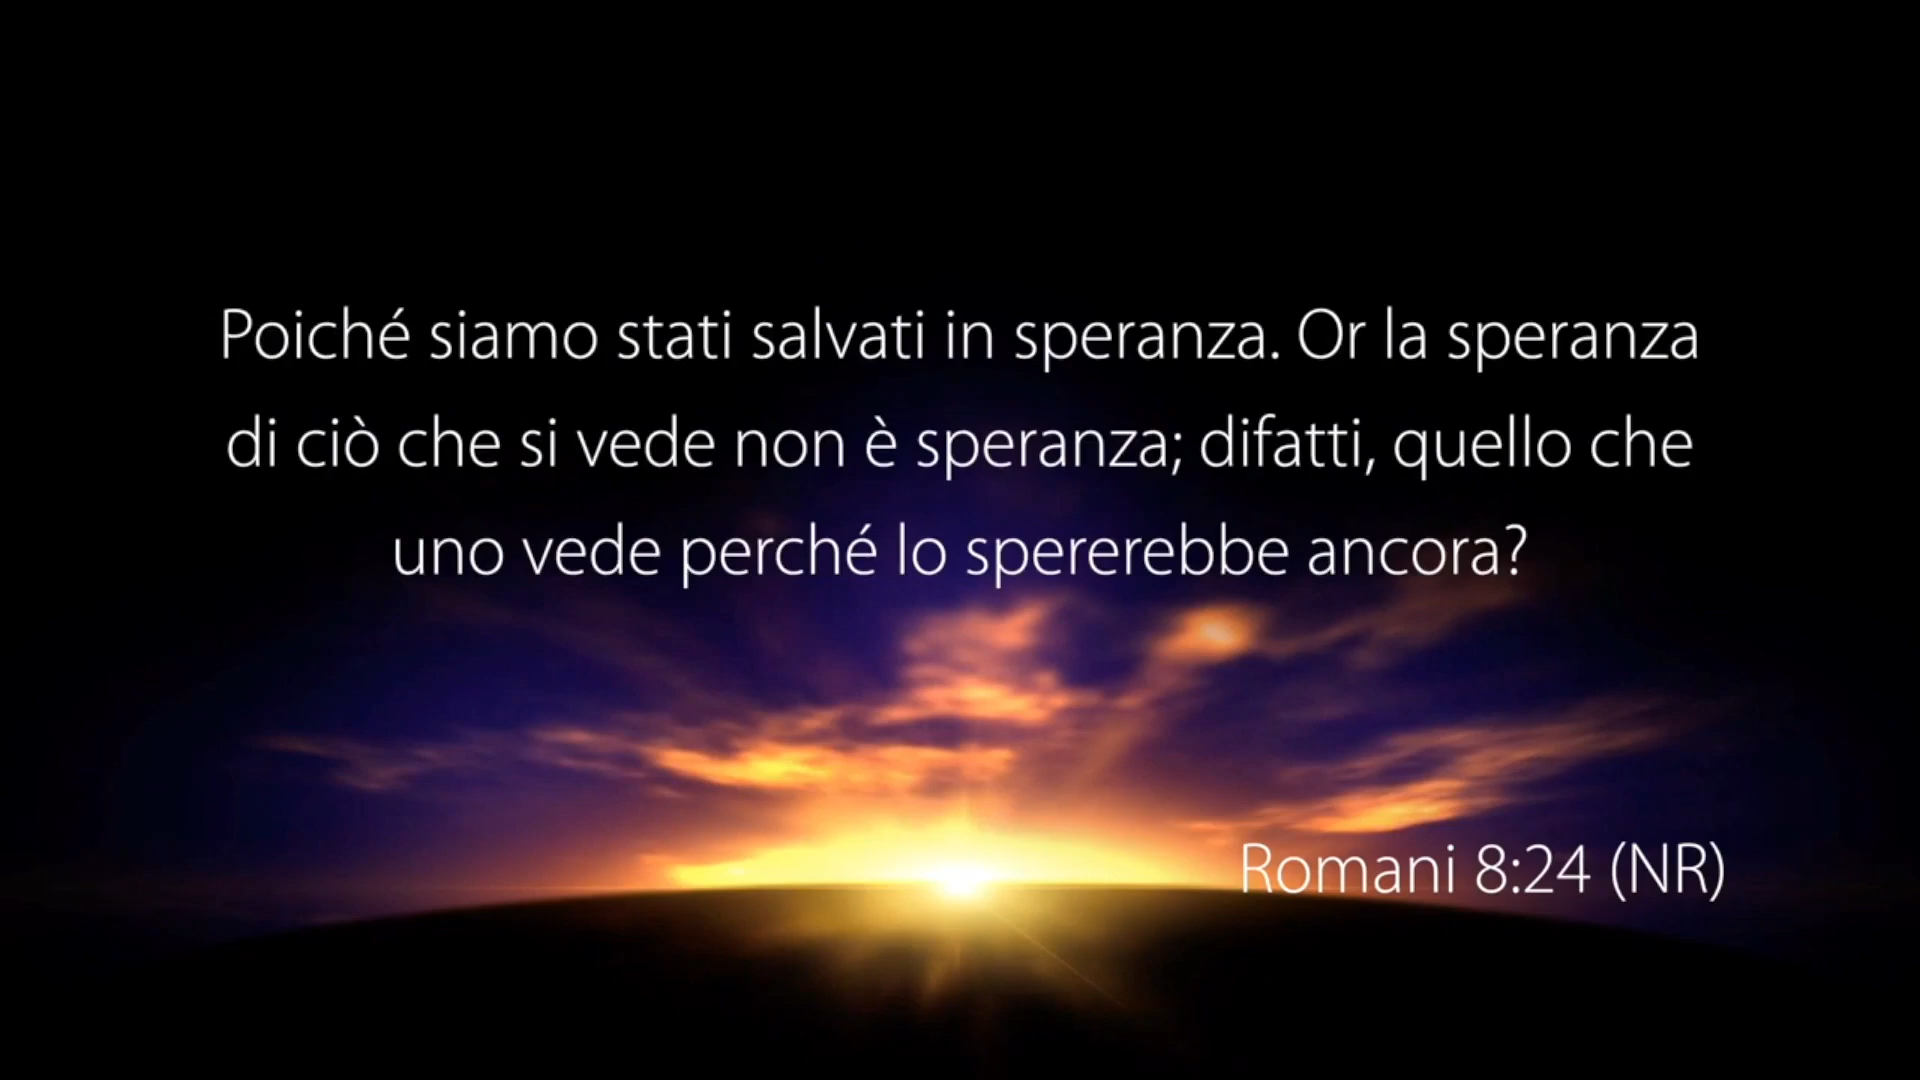 Poiché siamo stati salvati in speranza. Or la speranza
di ciò che si vede non è speranza; difatti, quello che
uno vede perché lo spererebbe ancora?
Romani 8:24 (NR)